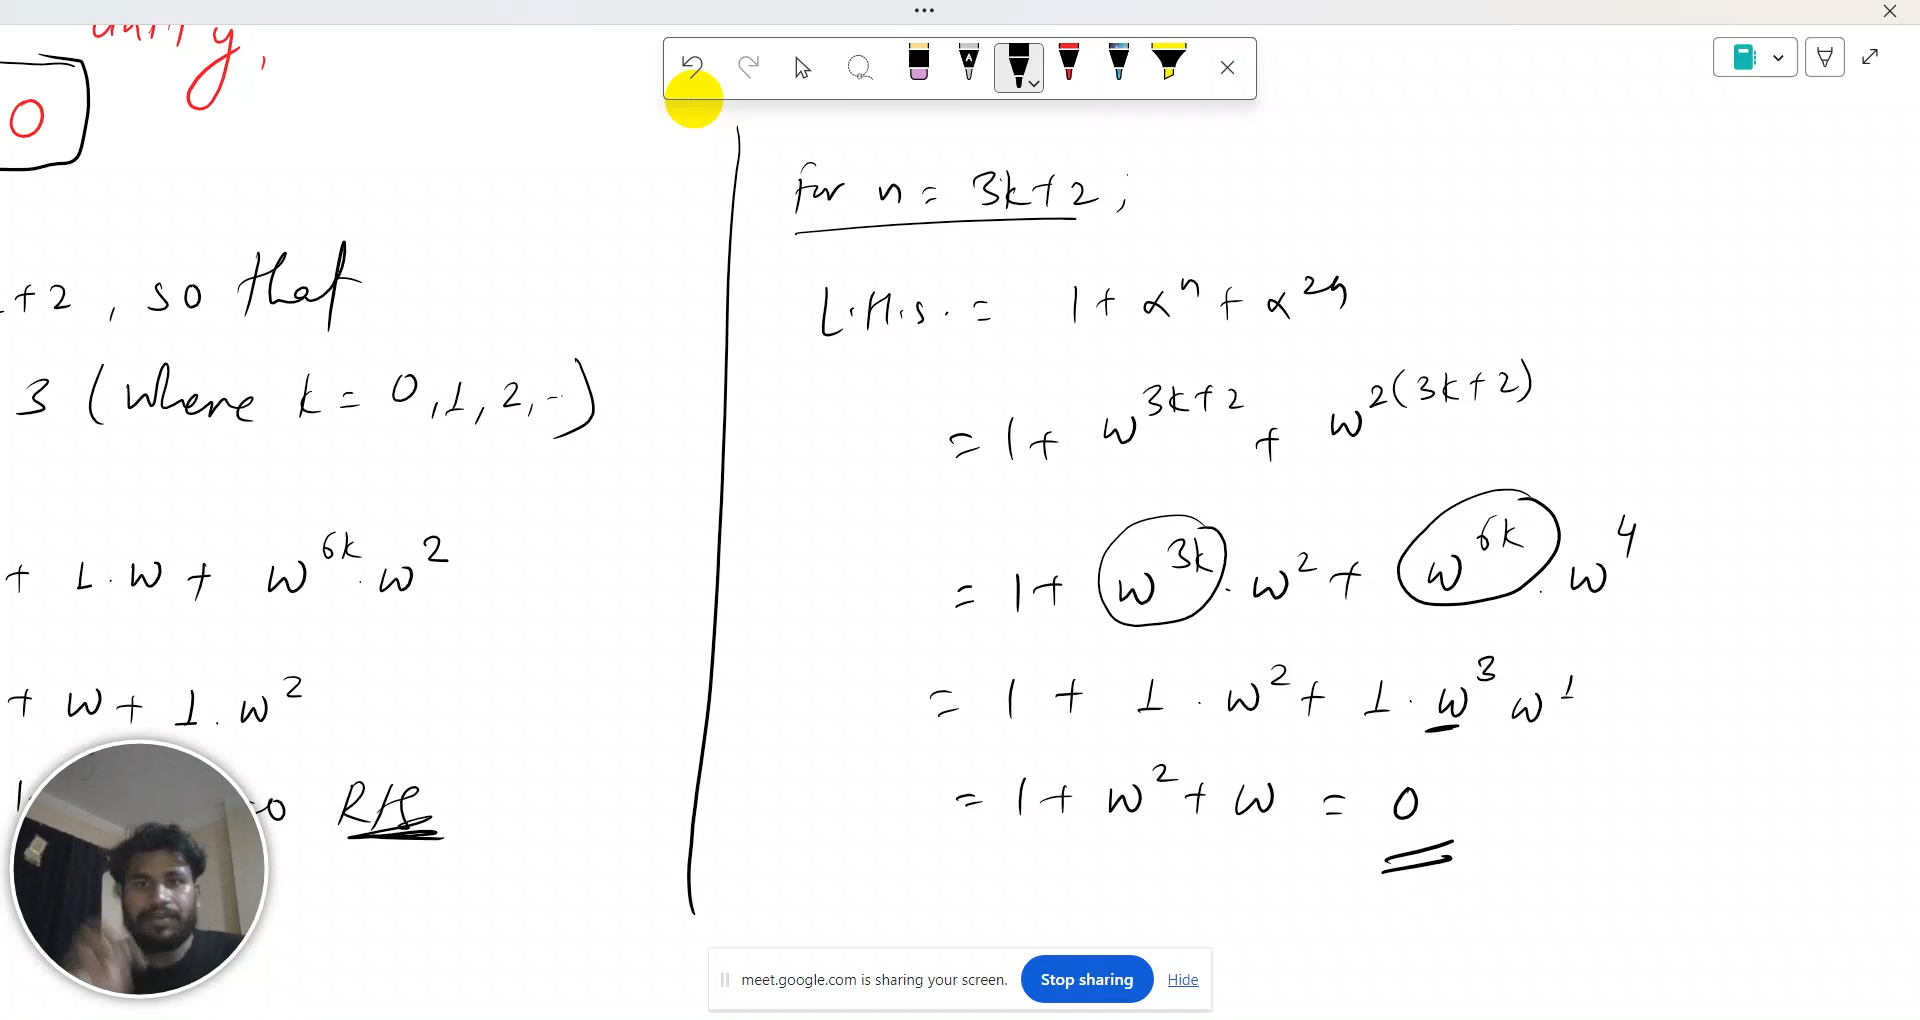 unity,
0
+2 , so that
3 (where k = 0,1,2,..)
+ 1.w + w^6k . w^2
+ w + 1.w^2
0 RHS
for n = 3k+2 ;
L.H.S. = 1 + α^n + α^2n
= 1 + w^3k+2 + w^2(3k+2)
= 1 + w^3k . w^2 + w^6k . w^4
= 1 + 1 . w^2 + 1 . w^3 w^1
= 1 + w^2 + w = 0
meet.google.com is sharing your screen. Stop sharing Hide